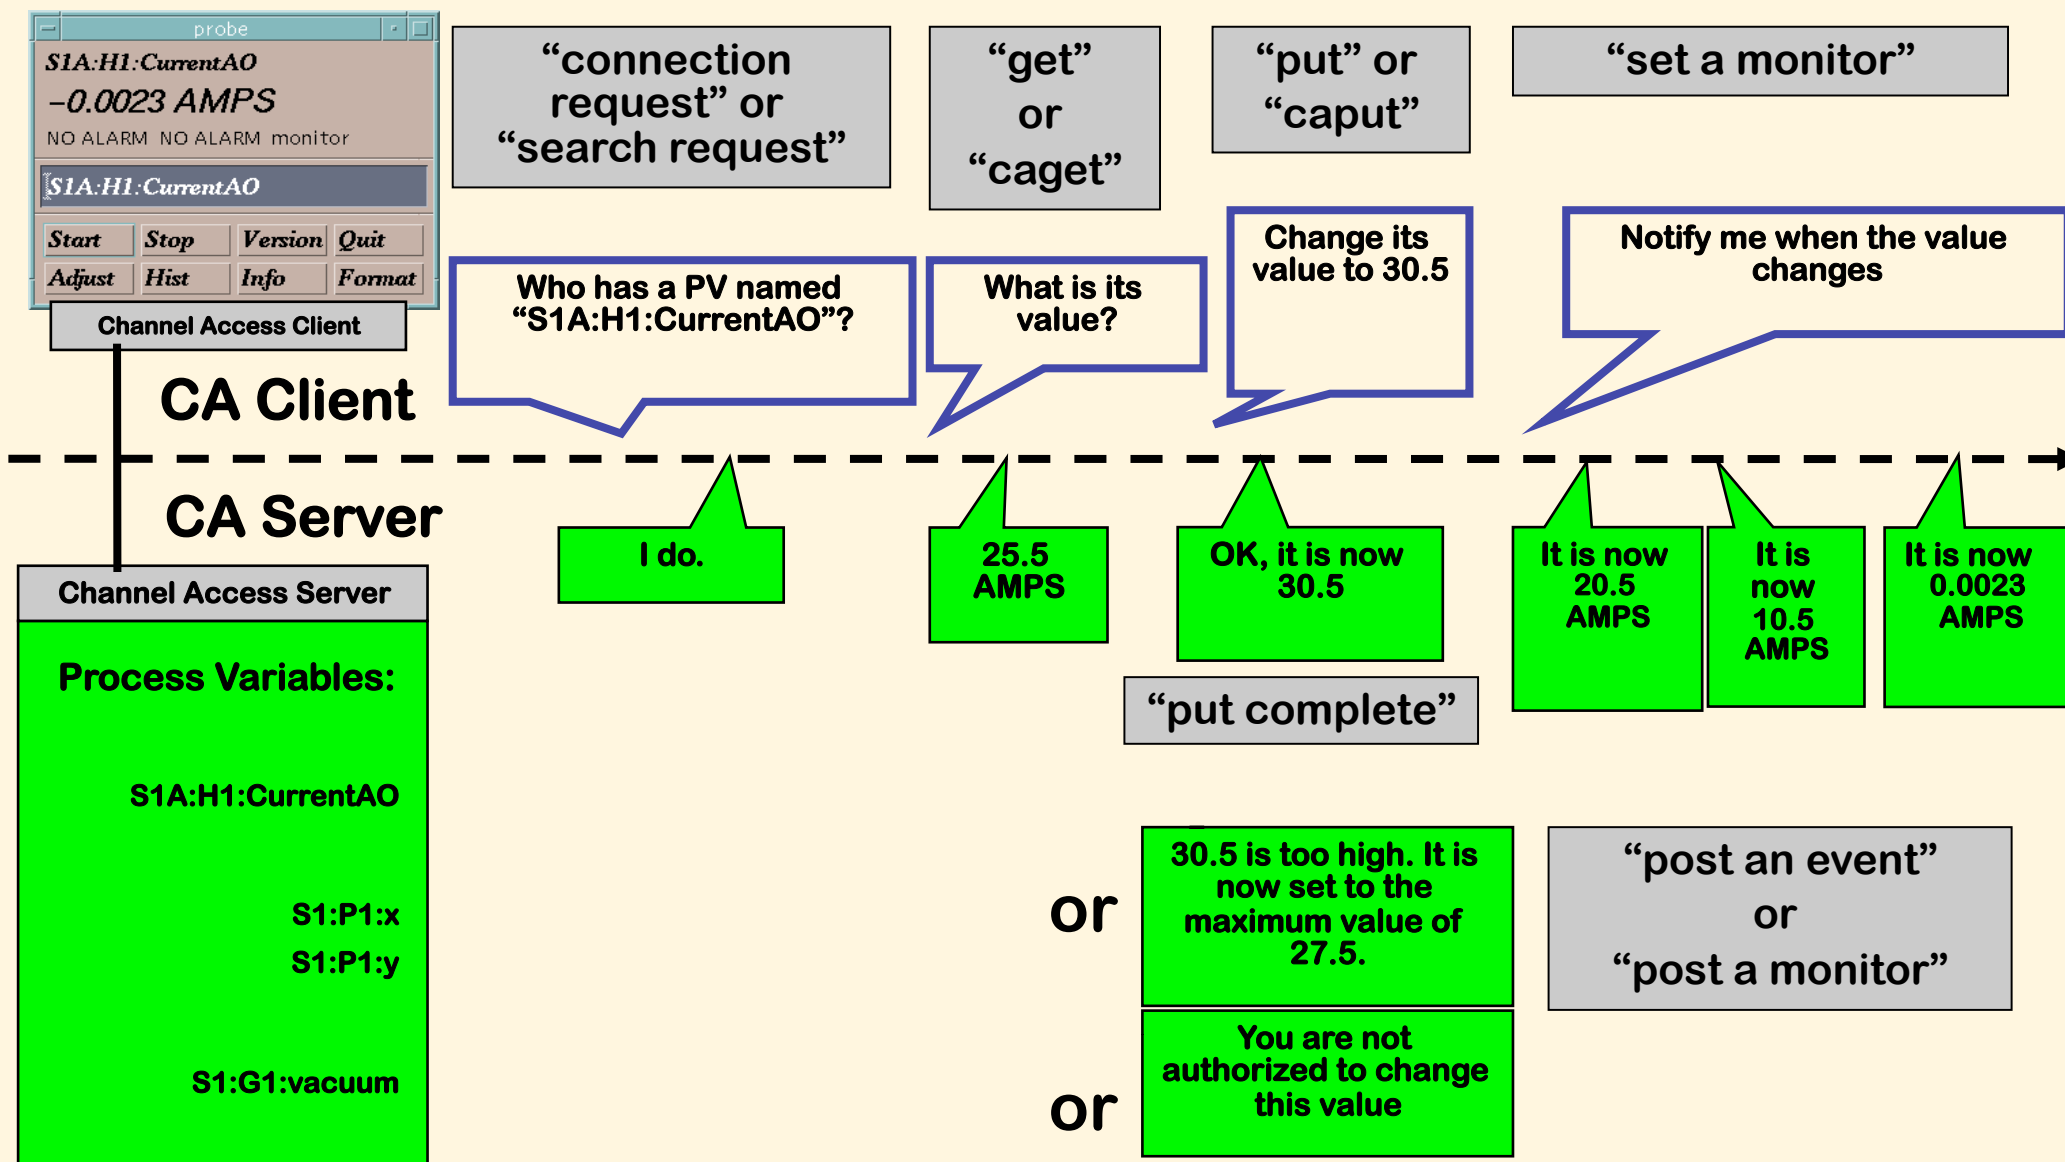 probe
S1A:H1:CurrentAO
-0.0023 AMPS
NO ALARM NO ALARM monitor
S1A:H1:CurrentAO
Start Stop Version Quit
Adjust Hist Info Format
Channel Access Client
“connection
request” or
“search request”
“get”
or
“caget”
“put” or
“caput”
“set a monitor”
Who has a PV named
“S1A:H1:CurrentAO”?
What is its
value?
Change its
value to 30.5
Notify me when the value
changes
CA Client
CA Server
Channel Access Server
Process Variables:
S1A:H1:CurrentAO
S1:P1:x
S1:P1:y
S1:G1:vacuum
I do.
25.5
AMPS
OK, it is now
30.5
It is now
20.5
AMPS
It is
now
10.5
AMPS
It is now
0.0023
AMPS
“put complete”
or
30.5 is too high. It is
now set to the
maximum value of
27.5.
“post an event”
or
“post a monitor”
or
You are not
authorized to change
this value